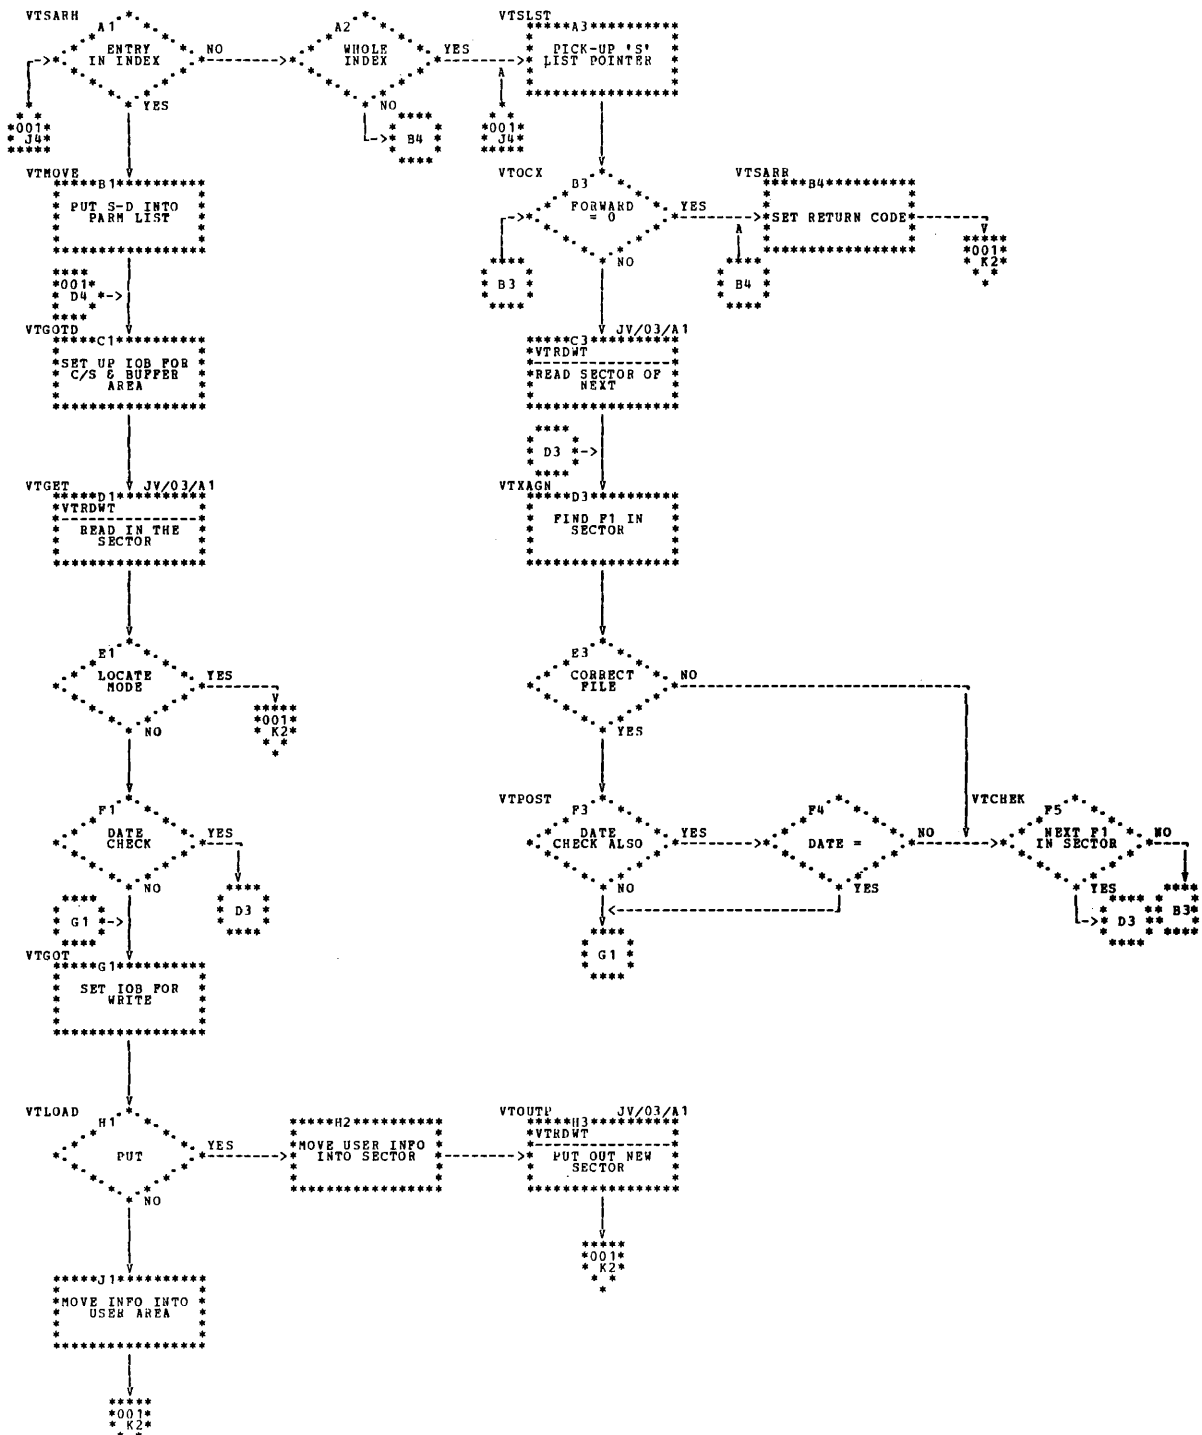 VTSARH
A1
ENTRY
IN INDEX
NO
YES
001
J4
A2
WHOLE
INDEX
YES
NO
B4
VTSLST
A3
PICK-UP 'S'
LIST POINTER
A
001
J4
VTMOVE
B1
PUT S-D INTO
PARM LIST
VTOCX
B3
FORWARD
= 0
YES
NO
B3
VTSARR
B4
SET RETURN CODE
A
B4
001
K2
001
D4
VTGOTD
C1
SET UP IOB FOR
C/S & BUFFER
AREA
JV/03/A1
C3
VTRDWT
READ SECTOR OF
NEXT
D3
VTGET
JV/03/A1
D1
VTRDWT
READ IN THE
SECTOR
VTXAGN
D3
FIND F1 IN
SECTOR
E1
LOCATE
MODE
YES
NO
001
K2
E3
CORRECT
FILE
NO
YES
F1
DATE
CHECK
YES
NO
D3
G1
VTPOST
F3
DATE
CHECK ALSO
YES
NO
F4
DATE =
NO
YES
VTCHEK
F5
NEXT F1
IN SECTOR
NO
YES
D3
B3
G1
VTGOT
G1
SET IOB FOR
WRITE
VTLOAD
H1
PUT
YES
NO
H2
MOVE USER INFO
INTO SECTOR
VTOUTP
JV/03/A1
H3
VTRDWT
PUT OUT NEW
SECTOR
001
K2
J1
MOVE INFO INTO
USER AREA
001
K2